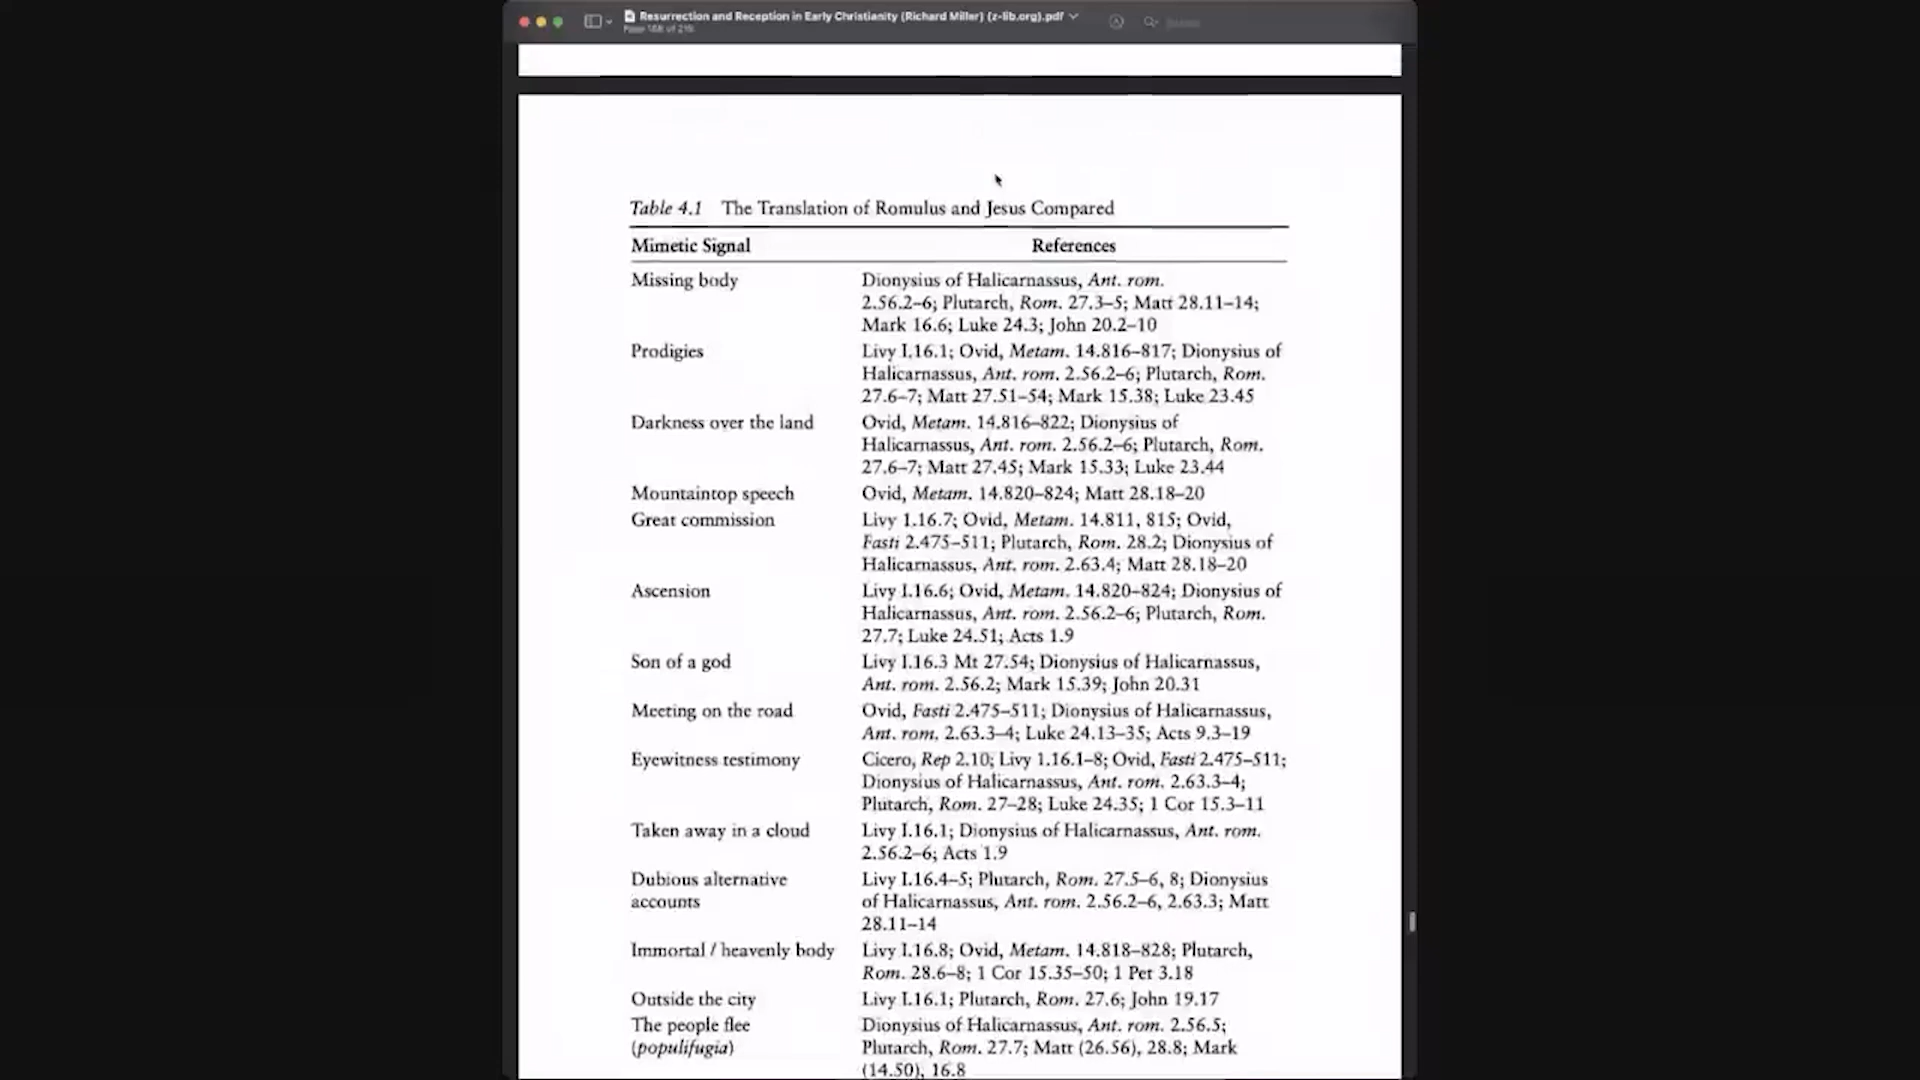 Resurrection and Reception in Early Christianity (Richard Miller) (z-lib.org).pdf
Page 168 of 219
Search
Table 4.1 The Translation of Romulus and Jesus Compared
Mimetic Signal References
Missing body Dionysius of Halicarnassus, Ant. rom.
2.56.2–6; Plutarch, Rom. 27.3–5; Matt 28.11–14;
Mark 16.6; Luke 24.3; John 20.2–10
Prodigies Livy I.16.1; Ovid, Metam. 14.816–817; Dionysius of
Halicarnassus, Ant. rom. 2.56.2–6; Plutarch, Rom.
27.6–7; Matt 27.51–54; Mark 15.38; Luke 23.45
Darkness over the land Ovid, Metam. 14.816–822; Dionysius of
Halicarnassus, Ant. rom. 2.56.2–6; Plutarch, Rom.
27.6–7; Matt 27.45; Mark 15.33; Luke 23.44
Mountaintop speech Ovid, Metam. 14.820–824; Matt 28.18–20
Great commission Livy 1.16.7; Ovid, Metam. 14.811, 815; Ovid,
Fasti 2.475–511; Plutarch, Rom. 28.2; Dionysius of
Halicarnassus, Ant. rom. 2.63.4; Matt 28.18–20
Ascension Livy I.16.6; Ovid, Metam. 14.820–824; Dionysius of
Halicarnassus, Ant. rom. 2.56.2–6; Plutarch, Rom.
27.7; Luke 24.51; Acts 1.9
Son of a god Livy I.16.3 Mt 27.54; Dionysius of Halicarnassus,
Ant. rom. 2.56.2; Mark 15.39; John 20.31
Meeting on the road Ovid, Fasti 2.475–511; Dionysius of Halicarnassus,
Ant. rom. 2.63.3–4; Luke 24.13–35; Acts 9.3–19
Eyewitness testimony Cicero, Rep 2.10; Livy 1.16.1–8; Ovid, Fasti 2.475–511;
Dionysius of Halicarnassus, Ant. rom. 2.63.3–4;
Plutarch, Rom. 27–28; Luke 24.35; 1 Cor 15.3–11
Taken away in a cloud Livy I.16.1; Dionysius of Halicarnassus, Ant. rom.
2.56.2–6; Acts 1.9
Dubious alternative Livy I.16.4–5; Plutarch, Rom. 27.5–6, 8; Dionysius
accounts of Halicarnassus, Ant. rom. 2.56.2–6, 2.63.3; Matt
28.11–14
Immortal / heavenly body Livy I.16.8; Ovid, Metam. 14.818–828; Plutarch,
Rom. 28.6–8; 1 Cor 15.35–50; 1 Pet 3.18
Outside the city Livy I.16.1; Plutarch, Rom. 27.6; John 19.17
The people flee Dionysius of Halicarnassus, Ant. rom. 2.56.5;
(populifugia) Plutarch, Rom. 27.7; Matt (26.56), 28.8; Mark
(14.50), 16.8